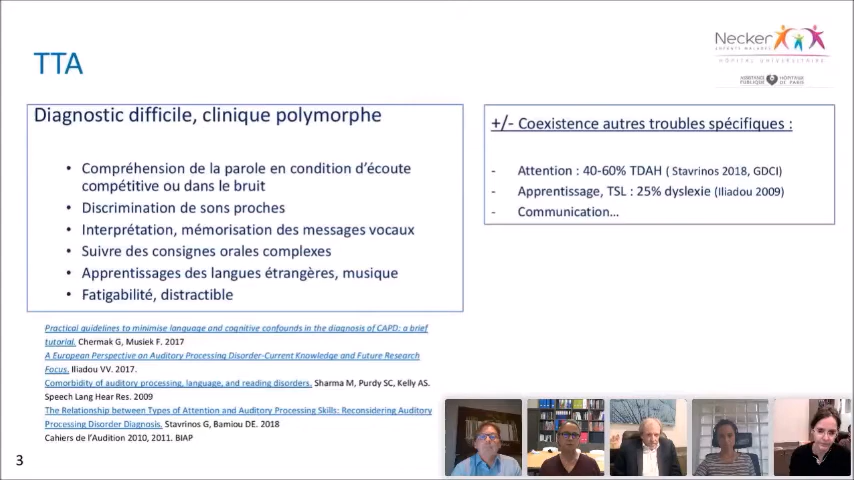 Necker
ENFANTS MALADES
HÔPITAL UNIVERSITAIRE
ASSISTANCE PUBLIQUE HÔPITAUX DE PARIS
TTA
Diagnostic difficile, clinique polymorphe
• Compréhension de la parole en condition d'écoute
compétitive ou dans le bruit
• Discrimination de sons proches
• Interprétation, mémorisation des messages vocaux
• Suivre des consignes orales complexes
• Apprentissages des langues étrangères, musique
• Fatigabilité, distractible
+/- Coexistence autres troubles spécifiques :
- Attention : 40-60% TDAH ( Stavrinos 2018, GDCI)
- Apprentissage, TSL : 25% dyslexie (Iliadou 2009)
- Communication…
Practical guidelines to minimise language and cognitive confounds in the diagnosis of CAPD: a brief
tutorial. Chermak G, Musiek F. 2017
A European Perspective on Auditory Processing Disorder-Current Knowledge and Future Research
Focus. Iliadou VV. 2017.
Comorbidity of auditory processing, language, and reading disorders. Sharma M, Purdy SC, Kelly AS.
Speech Lang Hear Res. 2009
The Relationship between Types of Attention and Auditory Processing Skills: Reconsidering Auditory
Processing Disorder Diagnosis. Stavrinos G, Bamiou DE. 2018
Cahiers de l'Audition 2010, 2011. BIAP
3